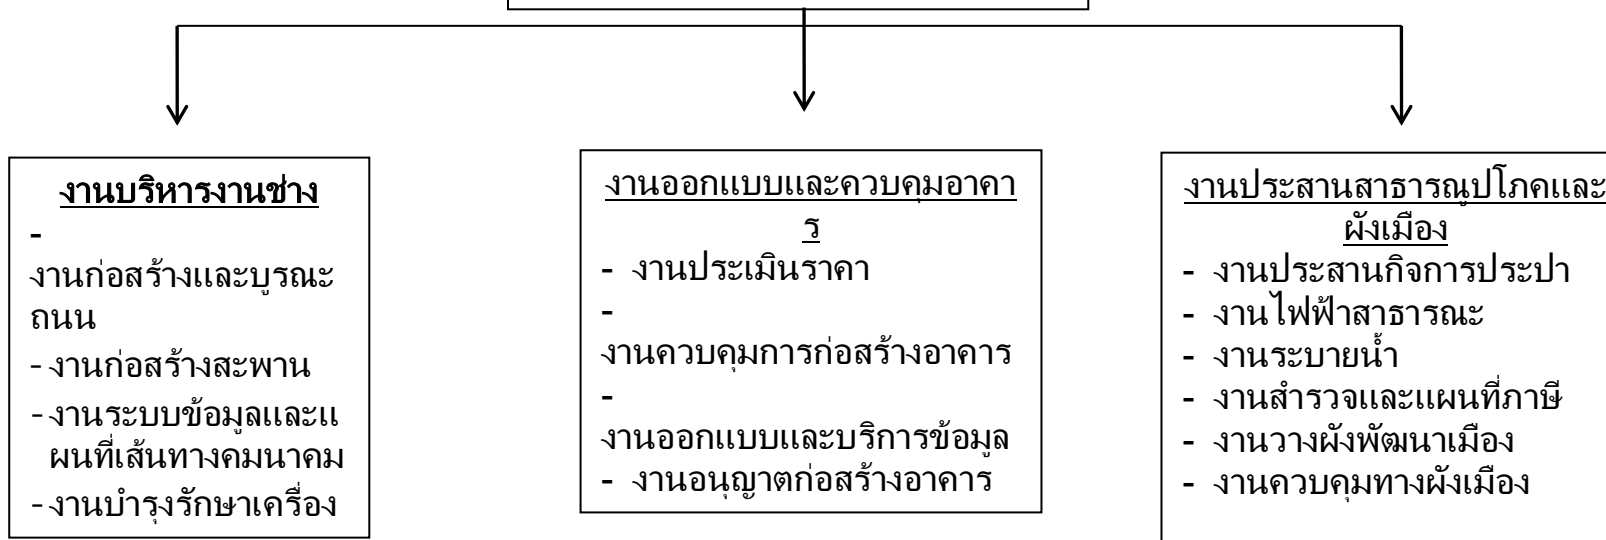 งานบริหารงานช่าง
-
งานก่อสร้างและบูรณะ
ถนน
- งานก่อสร้างสะพาน
- งานระบบข้อมูลและแ
ผนที่เส้นทางคมนาคม
- งานบำรุงรักษาเครื่อง
งานออกแบบและควบคุมอาคา
ร
- งานประเมินราคา
-
งานควบคุมการก่อสร้างอาคาร
-
งานออกแบบและบริการข้อมูล
- งานอนุญาตก่อสร้างอาคาร
งานประสานสาธารณูปโภคและ
ผังเมือง
- งานประสานกิจการประปา
- งานไฟฟ้าสาธารณะ
- งานระบายน้ำ
- งานสำรวจและแผนที่ภาษี
- งานวางผังพัฒนาเมือง
- งานควบคุมทางผังเมือง